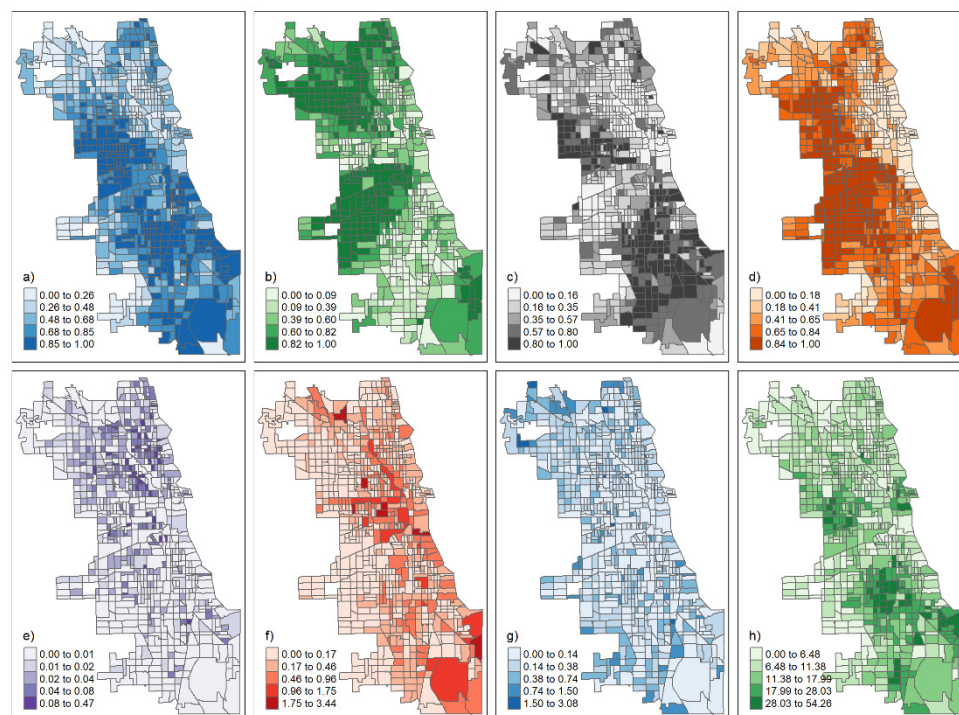 a)
0.00 to 0.26
0.26 to 0.48
0.48 to 0.68
0.68 to 0.85
0.85 to 1.00
b)
0.00 to 0.09
0.09 to 0.39
0.39 to 0.60
0.60 to 0.82
0.82 to 1.00
c)
0.00 to 0.16
0.16 to 0.35
0.35 to 0.57
0.57 to 0.80
0.80 to 1.00
d)
0.00 to 0.18
0.18 to 0.41
0.41 to 0.65
0.65 to 0.84
0.84 to 1.00
e)
0.00 to 0.01
0.01 to 0.02
0.02 to 0.04
0.04 to 0.08
0.08 to 0.47
f)
0.00 to 0.17
0.17 to 0.46
0.46 to 0.96
0.96 to 1.75
1.75 to 3.44
g)
0.00 to 0.14
0.14 to 0.38
0.38 to 0.74
0.74 to 1.50
1.50 to 3.08
h)
0.00 to 6.48
6.48 to 11.38
11.38 to 17.99
17.99 to 28.03
28.03 to 54.26